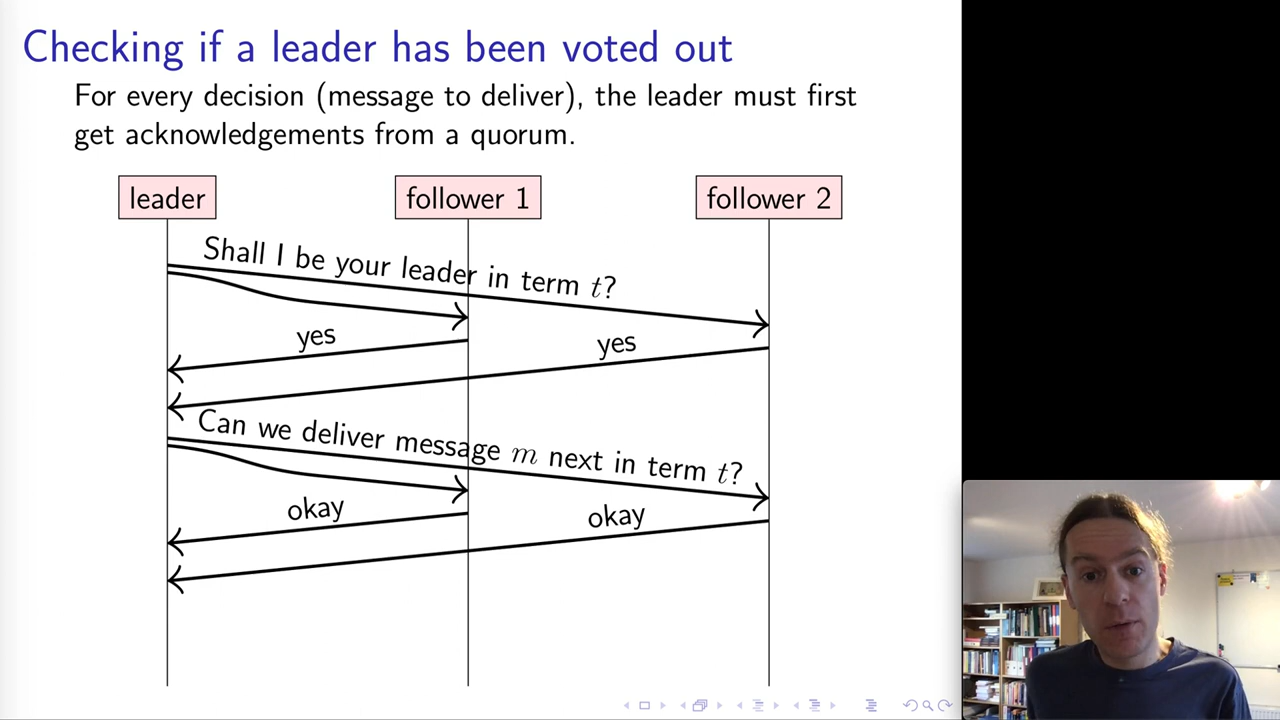 Checking if a leader has been voted out
For every decision (message to deliver), the leader must first
get acknowledgements from a quorum.
leader
follower 1
follower 2
Shall I be your leader in term t?
yes
yes
Can we deliver message m next in term t?
okay
okay